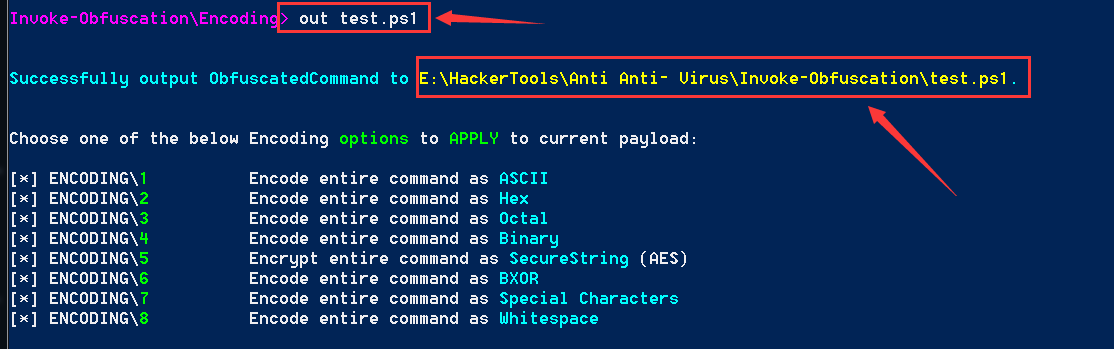 Invoke-Obfuscation\Encoding> out test.ps1
Successfully output ObfuscatedCommand to E:\HackerTools\Anti Anti- Virus\Invoke-Obfuscation\test.ps1.
Choose one of the below Encoding options to APPLY to current payload:
[*] ENCODING\1 Encode entire command as ASCII
[*] ENCODING\2 Encode entire command as Hex
[*] ENCODING\3 Encode entire command as Octal
[*] ENCODING\4 Encode entire command as Binary
[*] ENCODING\5 Encrypt entire command as SecureString (AES)
[*] ENCODING\6 Encode entire command as BXOR
[*] ENCODING\7 Encode entire command as Special Characters
[*] ENCODING\8 Encode entire command as Whitespace